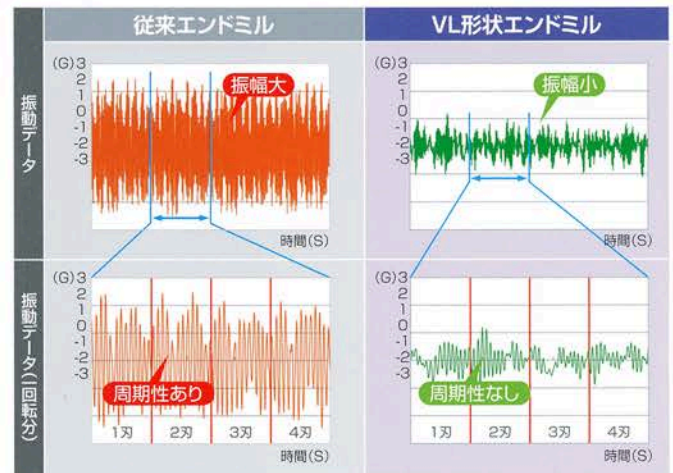 従来エンドミル
VL形状エンドミル
振動データ
(G)3
2
1
0
-1
-2
-3
振幅大
時間(S)
(G)3
2
1
0
-1
-2
-3
振幅小
時間(S)
振動データ(一回転分)
(G)3
2
1
0
-1
-2
-3
周期性あり
1刃 2刃 3刃 4刃
時間(S)
(G)3
2
1
0
-1
-2
-3
周期性なし
1刃 2刃 3刃 4刃
時間(S)